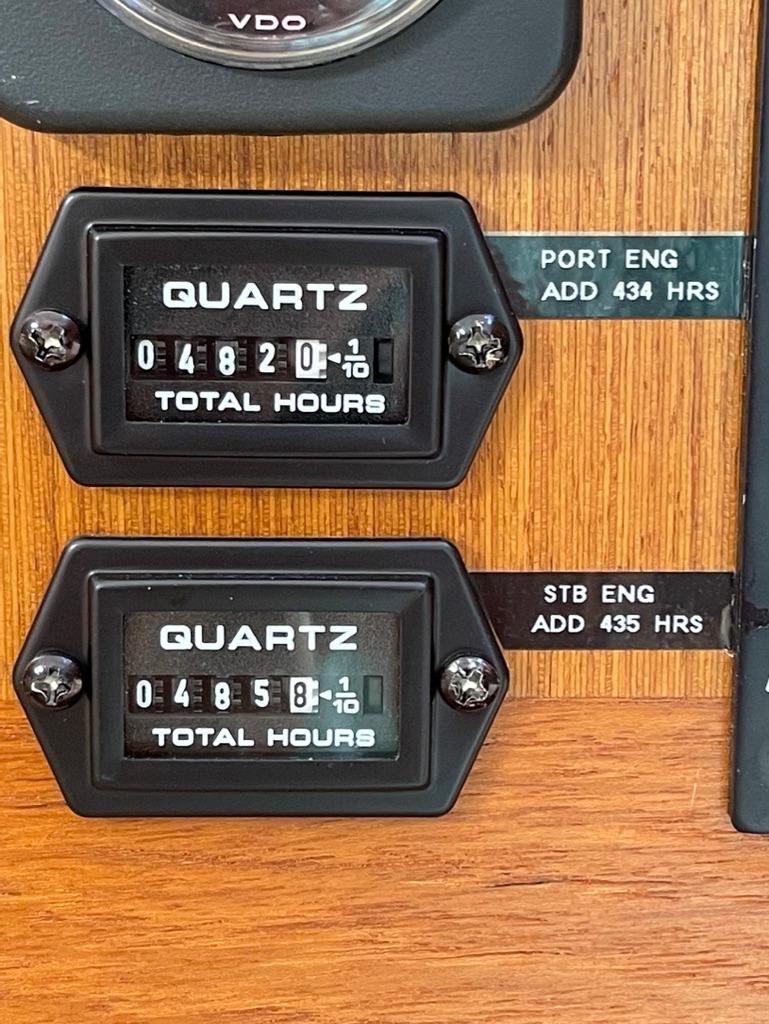 VDO
QUARTZ
0 4 8 2 0 ◄ 1/10
TOTAL HOURS
PORT ENG
ADD 434 HRS
QUARTZ
0 4 8 5 8 ◄ 1/10
TOTAL HOURS
STB ENG
ADD 435 HRS